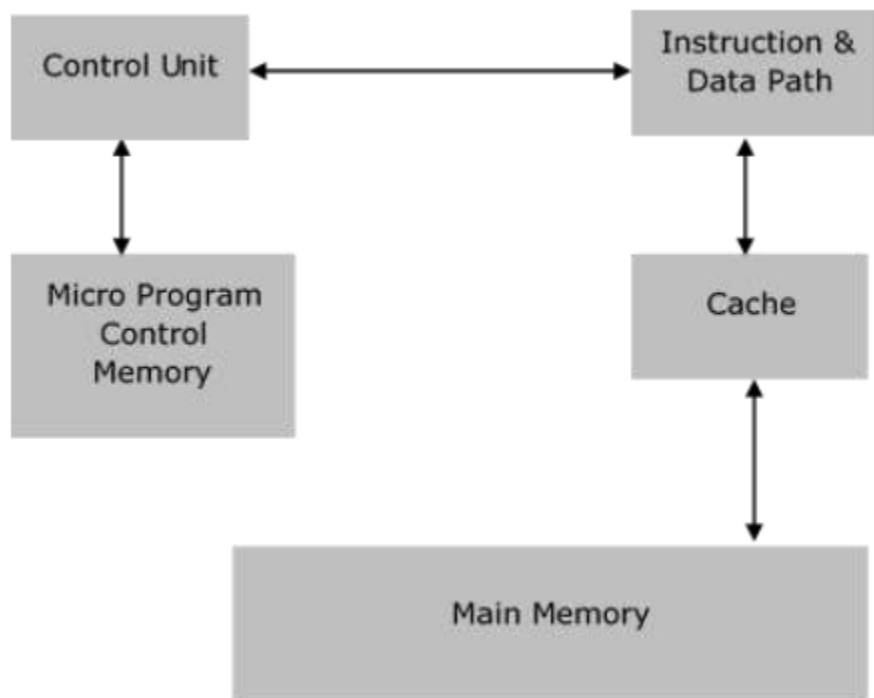 Control Unit
Instruction &
Data Path
Micro Program
Control
Memory
Cache
Main Memory